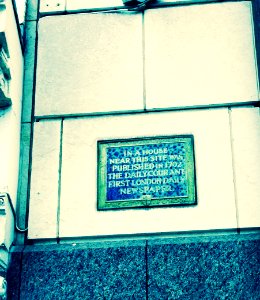 IN A HOUSE
NEAR THIS SITE WAS
PUBLISHED IN 1702
THE DAILY COURANT
FIRST LONDON DAILY
NEWSPAPER